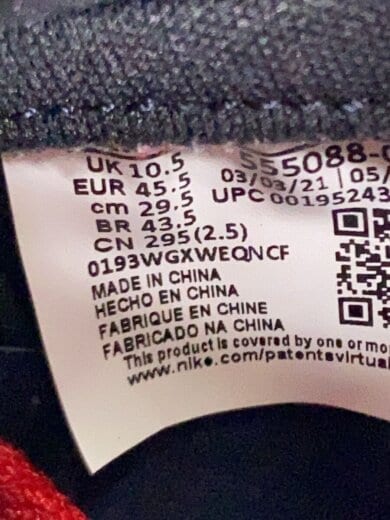 UK 10.5
555088-
EUR 45.5
03/03/21 | 05/
cm 29.5
UPC 00195243
BR 43.5
CN 295(2.5)
0193WGXWEQNCF
MADE IN CHINA
HECHO EN CHINA
FABRIQUE EN CHINE
FABRICADO NA CHINA
This product is covered by one or mo
www.nike.com/patentsvirtual